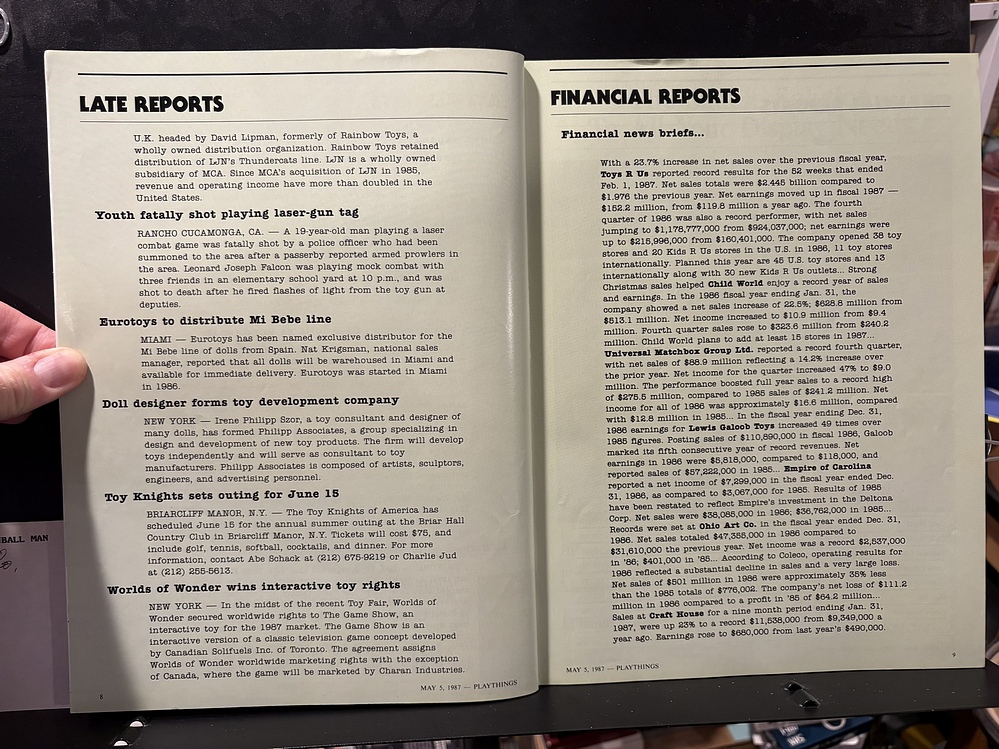 LATE REPORTS
U.K. headed by David Lipman, formerly of Rainbow Toys, a
wholly owned distribution organization. Rainbow Toys retained
distribution of LJN's Thundercats line. LJN is a wholly owned
subsidiary of MCA. Since MCA's acquisition of LJN in 1985,
revenue and operating income have more than doubled in the
United States.
Youth fatally shot playing laser-gun tag
RANCHO CUCAMONGA, CA. — A 19-year-old man playing a laser
combat game was fatally shot by a police officer who had been
summoned to the area after a passerby reported armed prowlers in
the area. Leonard Joseph Falcon was playing mock combat with
three friends in an elementary school yard at 10 p.m., and was
shot to death after he fired flashes of light from the toy gun at
deputies.
Eurotoys to distribute Mi Bebe line
MIAMI — Eurotoys has been named exclusive distributor for the
Mi Bebe line of dolls from Spain. Nat Krigsman, national sales
manager, reported that all dolls will be warehoused in Miami and
available for immediate delivery. Eurotoys was started in Miami
in 1986.
Doll designer forms toy development company
NEW YORK — Irene Philipp Szor, a toy consultant and designer of
many dolls, has formed Philipp Associates, a group specializing in
design and development of new toy products. The firm will develop
toys independently and will serve as consultant to toy
manufacturers. Philipp Associates is composed of artists, sculptors,
engineers, and advertising personnel.
Toy Knights sets outing for June 15
BRIARCLIFF MANOR, N.Y. — The Toy Knights of America has
scheduled June 15 for the annual summer outing at the Briar Hall
Country Club in Briarcliff Manor, N.Y. Tickets will cost $75, and
include golf, tennis, softball, cocktails, and dinner. For more
information, contact Abe Schack at (212) 675-9219 or Charlie Jud
at (212) 255-5613.
Worlds of Wonder wins interactive toy rights
NEW YORK — In the midst of the recent Toy Fair, Worlds of
Wonder secured worldwide rights to The Game Show, an
interactive toy for the 1987 market. The Game Show is an
interactive version of a classic television game concept developed
by Canadian Solifuels Inc. of Toronto. The agreement assigns
Worlds of Wonder worldwide marketing rights with the exception
of Canada, where the game will be marketed by Charan Industries.
8
MAY 5, 1987 — PLAYTHINGS
FINANCIAL REPORTS
Financial news briefs...
With a 23.7% increase in net sales over the previous fiscal year,
Toys R Us reported record results for the 52 weeks that ended
Feb. 1, 1987. Net sales totals were $2.445 billion compared to
$1.976 the previous year. Net earnings moved up in fiscal 1987 —
$152.2 million, from $119.8 million a year ago. The fourth
quarter of 1986 was also a record performer, with net sales
jumping to $1,178,777,000 from $924,037,000; net earnings were
up to $215,996,000 from $160,401,000. The company opened 38 toy
stores and 20 Kids R Us stores in the U.S. in 1986, 11 toy stores
internationally. Planned this year are 45 U.S. toy stores and 13
internationally along with 30 new Kids R Us outlets... Strong
Christmas sales helped Child World enjoy a record year of sales
and earnings. In the 1986 fiscal year ending Jan. 31, the
company showed a net sales increase of 22.5%; $628.8 million from
$513.1 million. Net income increased to $10.9 million from $9.4
million. Fourth quarter sales rose to $323.6 million from $240.2
million. Child World plans to add at least 15 stores in 1987...
Universal Matchbox Group Ltd. reported a record fourth quarter,
with net sales of $88.9 million reflecting a 14.2% increase over
the prior year. Net income for the quarter increased 47% to $9.0
million. The performance boosted full year sales to a record high
of $275.5 million, compared to 1985 sales of $241.2 million. Net
income for all of 1986 was approximately $16.6 million, compared
with $12.8 million in 1985... In the fiscal year ending Dec. 31,
1986 earnings for Lewis Galoob Toys increased 49 times over
1985 figures. Posting sales of $110,890,000 in fiscal 1986, Galoob
marked its fifth consecutive year of record revenues. Net
earnings in 1986 were $5,818,000, compared to $118,000, and
reported sales of $57,222,000 in 1985... Empire of Carolina
reported a net income of $7,299,000 in the fiscal year ended Dec.
31, 1986, as compared to $3,067,000 for 1985. Results of 1985
have been restated to reflect Empire's investment in the Deltona
Corp. Net sales were $38,085,000 in 1986; $36,762,000 in 1985...
Records were set at Ohio Art Co. in the fiscal year ended Dec. 31,
1986. Net sales totaled $47,355,000 in 1986 compared to
$31,610,000 the previous year. Net income was a record $2,537,000
in '86; $401,000 in '85... According to Coleco, operating results for
1986 reflected a substantial decline in sales and a very large loss.
Net sales of $501 million in 1986 were approximately 35% less
than the 1985 totals of $776,002. The company's net loss of $111.2
million in 1986 compared to a profit in '85 of $64.2 million...
Sales at Craft House for a nine month period ending Jan. 31,
1987, were up 23% to a record $11,538,000 from $9,349,000 a
year ago. Earnings rose to $680,000 from last year's $490,000.
MAY 5, 1987 — PLAYTHINGS
9
BALL MAN